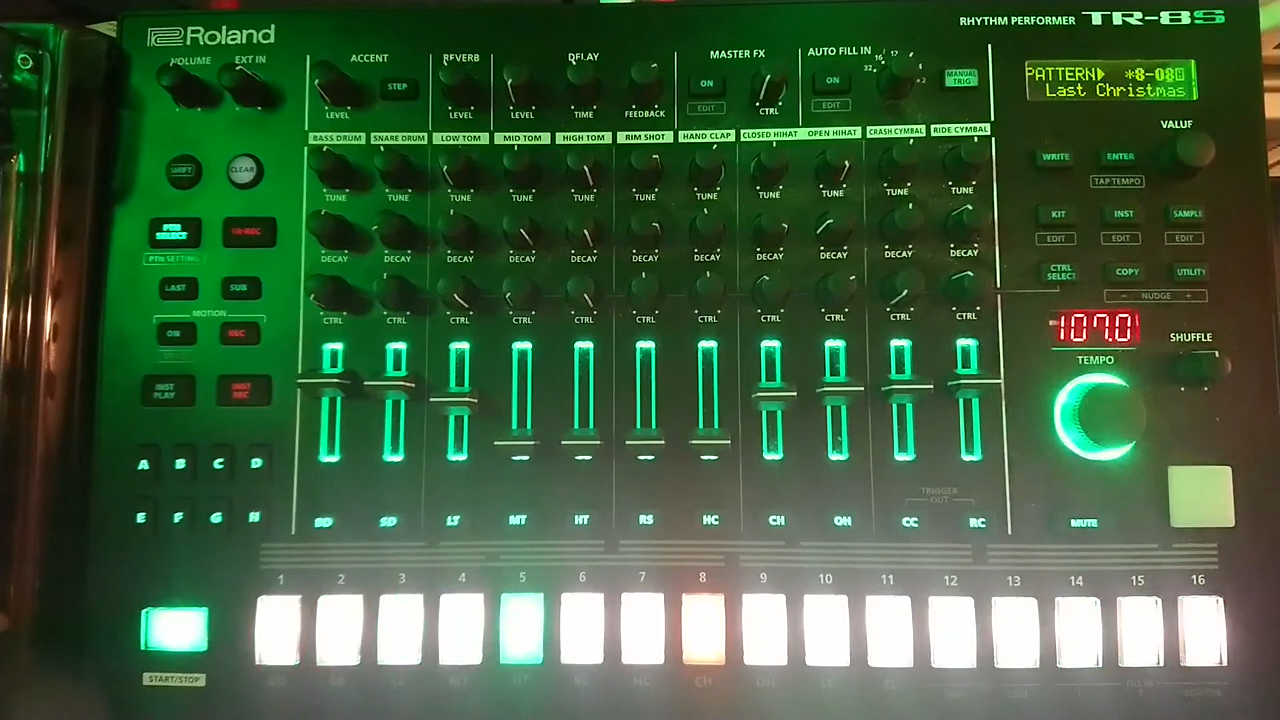 Roland
RHYTHM PERFORMER TR-8S
VOLUME EXT IN
ACCENT REVERB DELAY MASTER FX AUTO FILL IN
STEP ON ON 32 16 17 2 MANUAL TRIG
EDIT EDIT
LEVEL LEVEL LEVEL TIME FEEDBACK CTRL
PATTERN *8-08
Last Christmas
VALUE
BASS DRUM SNARE DRUM LOW TOM MID TOM HIGH TOM RIM SHOT HAND CLAP CLOSED HIHAT OPEN HIHAT CRASH CYMBAL RIDE CYMBAL
SHIFT CLEAR
TUNE TUNE TUNE TUNE TUNE TUNE TUNE TUNE TUNE TUNE TUNE
WRITE ENTER
TAP TEMPO
PTN SELECT TR-REC
PTN SETTING
DECAY DECAY DECAY DECAY DECAY DECAY DECAY DECAY DECAY DECAY DECAY
KIT INST SAMPLE
EDIT EDIT EDIT
LAST SUB
CTRL SELECT COPY UTILITY
- NUDGE +
MOTION
ON REC
CTRL CTRL CTRL CTRL CTRL CTRL CTRL CTRL CTRL CTRL CTRL
107.0
TEMPO
SHUFFLE
INST PLAY INST REC
A B C D
E F G H
TRIGGER OUT
BD SD LT MT HT RS HC CH OH CC RC
MUTE
1 2 3 4 5 6 7 8 9 10 11 12 13 14 15 16
START/STOP